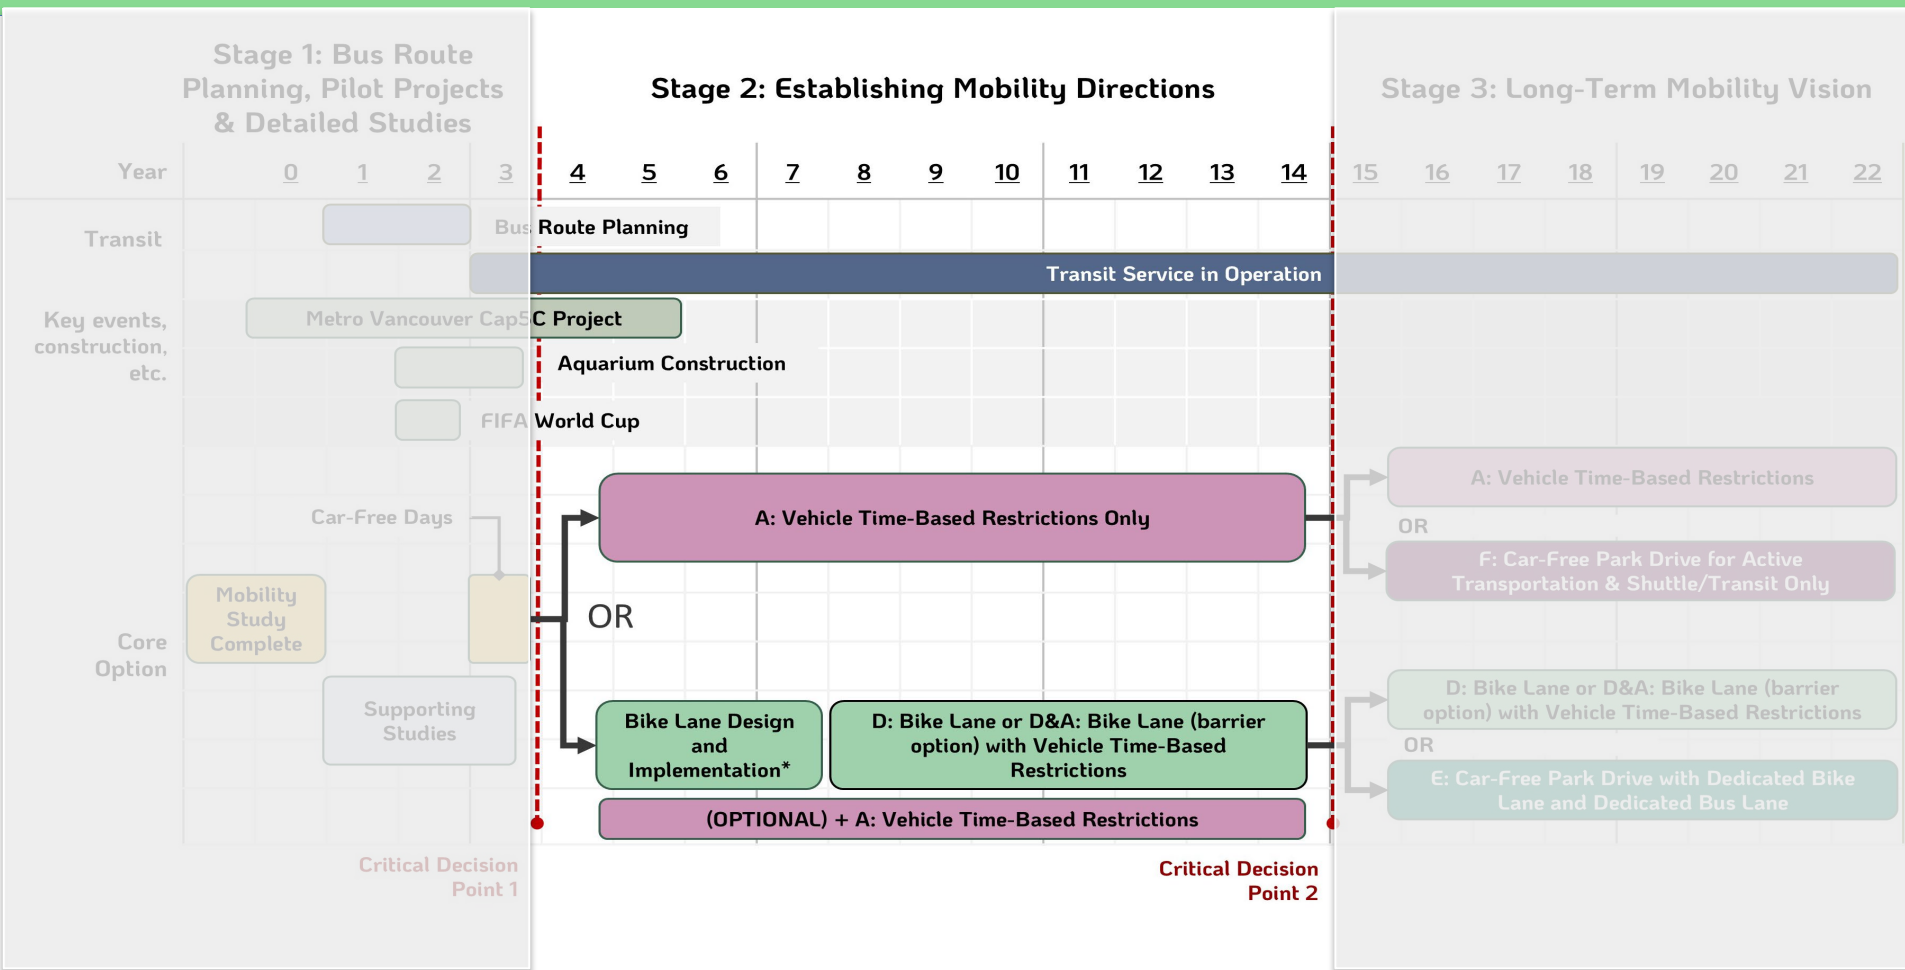 Stage 1: Bus Route
Planning, Pilot Projects
& Detailed Studies
Stage 2: Establishing Mobility Directions
Stage 3: Long-Term Mobility Vision
Year 0 1 2 3 4 5 6 7 8 9 10 11 12 13 14 15 16 17 18 19 20 21 22
Transit
Bus Route Planning
Transit Service in Operation
Key events,
construction,
etc.
Metro Vancouver Cap5C Project
Aquarium Construction
FIFA World Cup
Core
Option
Car-Free Days
Mobility
Study
Complete
Supporting
Studies
A: Vehicle Time-Based Restrictions Only
OR
Bike Lane Design
and
Implementation*
D: Bike Lane or D&A: Bike Lane (barrier
option) with Vehicle Time-Based
Restrictions
(OPTIONAL) + A: Vehicle Time-Based Restrictions
A: Vehicle Time-Based Restrictions
OR
F: Car-Free Park Drive for Active
Transportation & Shuttle/Transit Only
D: Bike Lane or D&A: Bike Lane (barrier
option) with Vehicle Time-Based Restrictions
OR
E: Car-Free Park Drive with Dedicated Bike
Lane and Dedicated Bus Lane
Critical Decision
Point 1
Critical Decision
Point 2